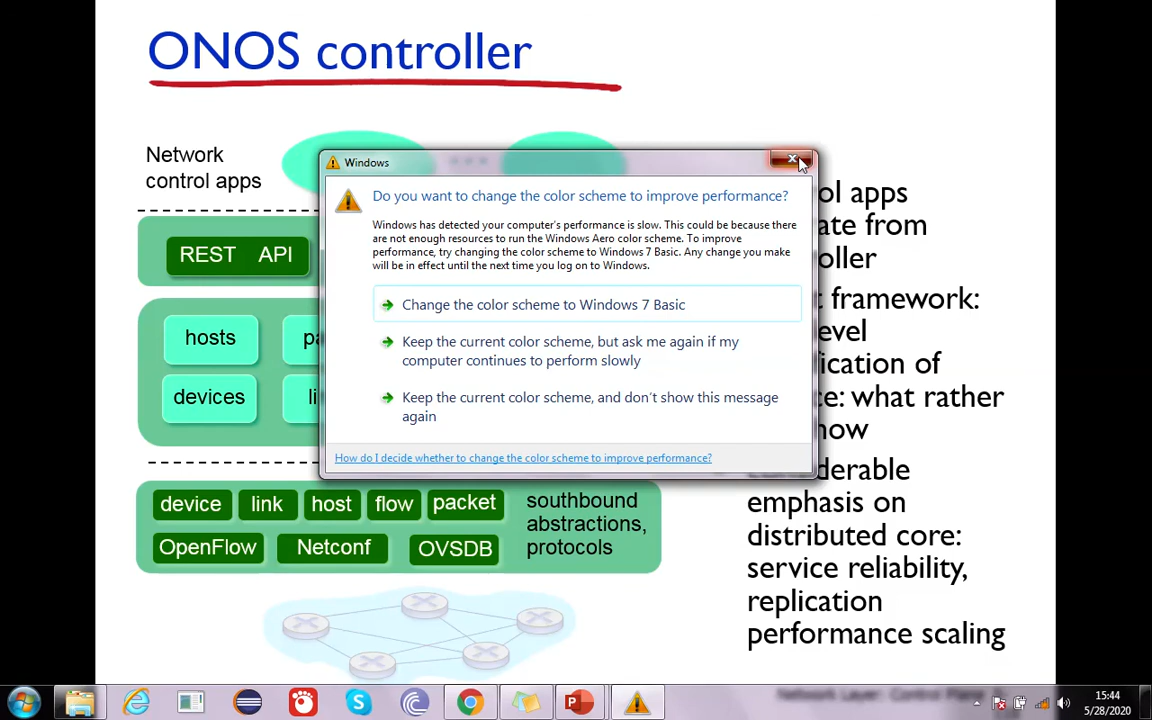 ONOS controller
Network
control apps
REST API
hosts
devices
Windows
Do you want to change the color scheme to improve performance?
Windows has detected your computer's performance is slow. This could be because there
are not enough resources to run the Windows Aero color scheme. To improve
performance, try changing the color scheme to Windows 7 Basic. Any change you make
will be in effect until the next time you log on to Windows.
Change the color scheme to Windows 7 Basic
Keep the current color scheme, but ask me again if my
computer continues to perform slowly
Keep the current color scheme, and don't show this message
again
How do I decide whether to change the color scheme to improve performance?
apps
from
framework:
of
what rather
how
considerable
emphasis on
distributed core:
service reliability,
replication
performance scaling
device link host flow packet
OpenFlow Netconf OVSDB
southbound
abstractions,
protocols
Network Layer: Control Plane
15:44
5/28/2020